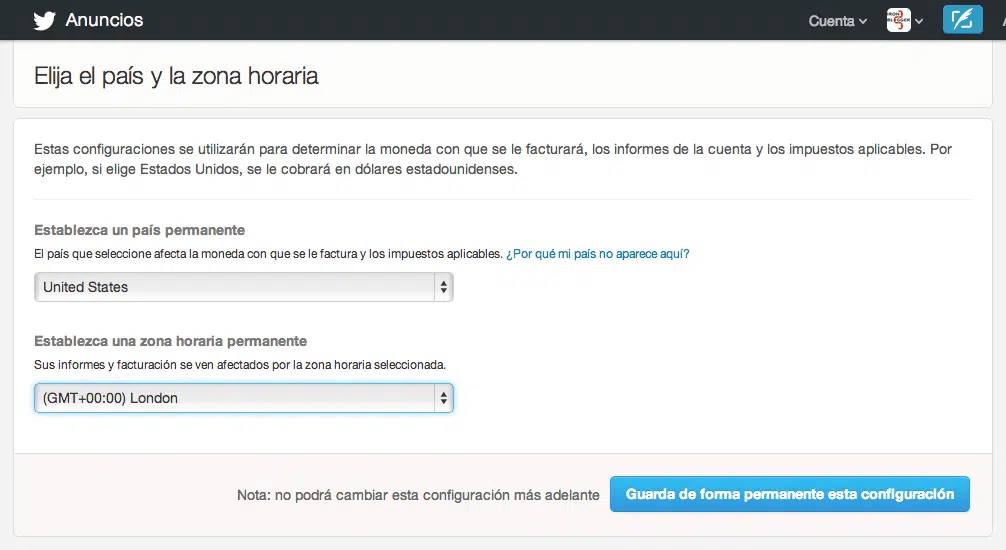 Anuncios
Cuenta
IRON
BLOGGER
Elija el país y la zona horaria
Estas configuraciones se utilizarán para determinar la moneda con que se le facturará, los informes de la cuenta y los impuestos aplicables. Por
ejemplo, si elige Estados Unidos, se le cobrará en dólares estadounidenses.
Establezca un país permanente
El país que seleccione afecta la moneda con que se le factura y los impuestos aplicables. ¿Por qué mi país no aparece aquí?
United States
Establezca una zona horaria permanente
Sus informes y facturación se ven afectados por la zona horaria seleccionada.
(GMT+00:00) London
Nota: no podrá cambiar esta configuración más adelante
Guarda de forma permanente esta configuración